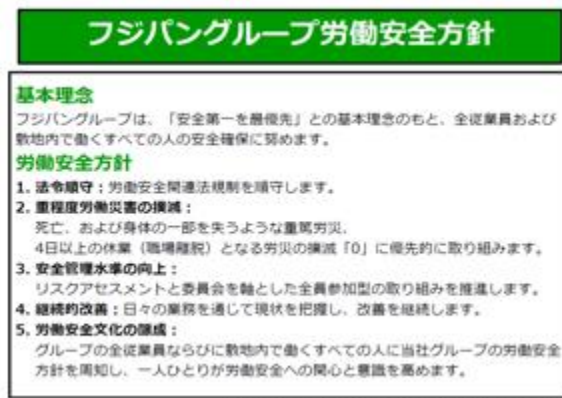 フジパングループ労働安全方針
基本理念
フジパングループは、「安全第一を最優先」との基本理念のもと、全従業員および
敷地内で働くすべての人の安全確保に努めます。
労働安全方針
1. 法令順守：労働安全関連法規制を順守します。
2. 重程度労働災害の撲滅：
死亡、および身体の一部を失うような重篤労災、
4日以上の休業（職場離脱）となる労災の撲滅「0」に優先的に取り組みます。
3. 安全管理水準の向上：
リスクアセスメントと委員会を軸とした全員参加型の取り組みを推進します。
4. 継続的改善：日々の業務を通じて現状を把握し、改善を継続します。
5. 労働安全文化の醸成：
グループの全従業員ならびに敷地内で働くすべての人に当社グループの労働安全
方針を周知し、一人ひとりが労働安全への関心と意識を高めます。